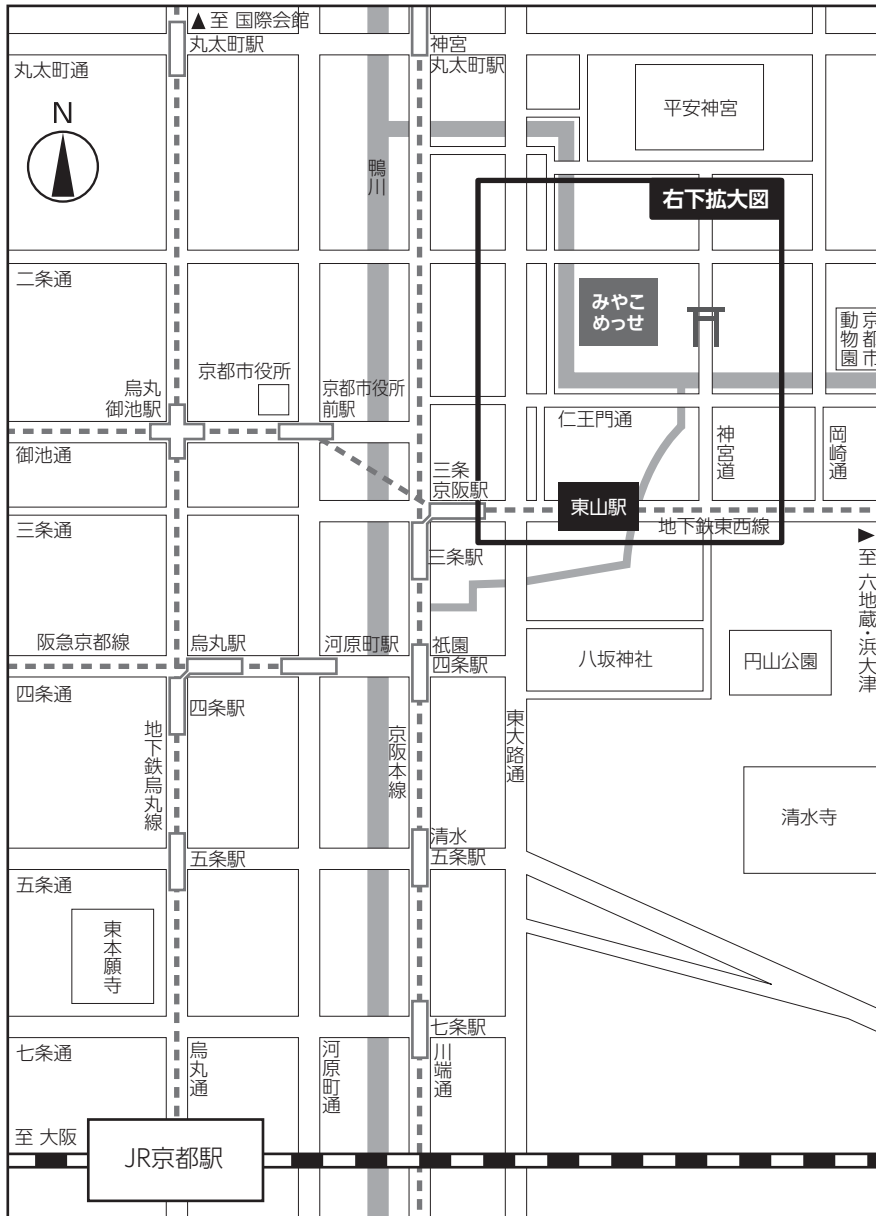 ▲至 国際会館
丸太町駅
神宮
丸太町駅
丸太町通
N
平安神宮
鴨川
右下拡大図
二条通
みやこ
めっせ
京都市
動物園
京都市役所
烏丸
御池駅
京都市役所
前駅
仁王門通
神宮道
岡崎通
御池通
三条
京阪駅
東山駅
三条通
地下鉄東西線
三条駅
▶至 六地蔵・浜大津
阪急京都線
烏丸駅
河原町駅
祇園
四条駅
八坂神社
円山公園
四条通
四条駅
地下鉄烏丸線
京阪本線
東大路通
清水寺
清水
五条駅
五条駅
五条通
東本願寺
七条駅
七条通
烏丸通
河原町通
川端通
至 大阪
JR京都駅